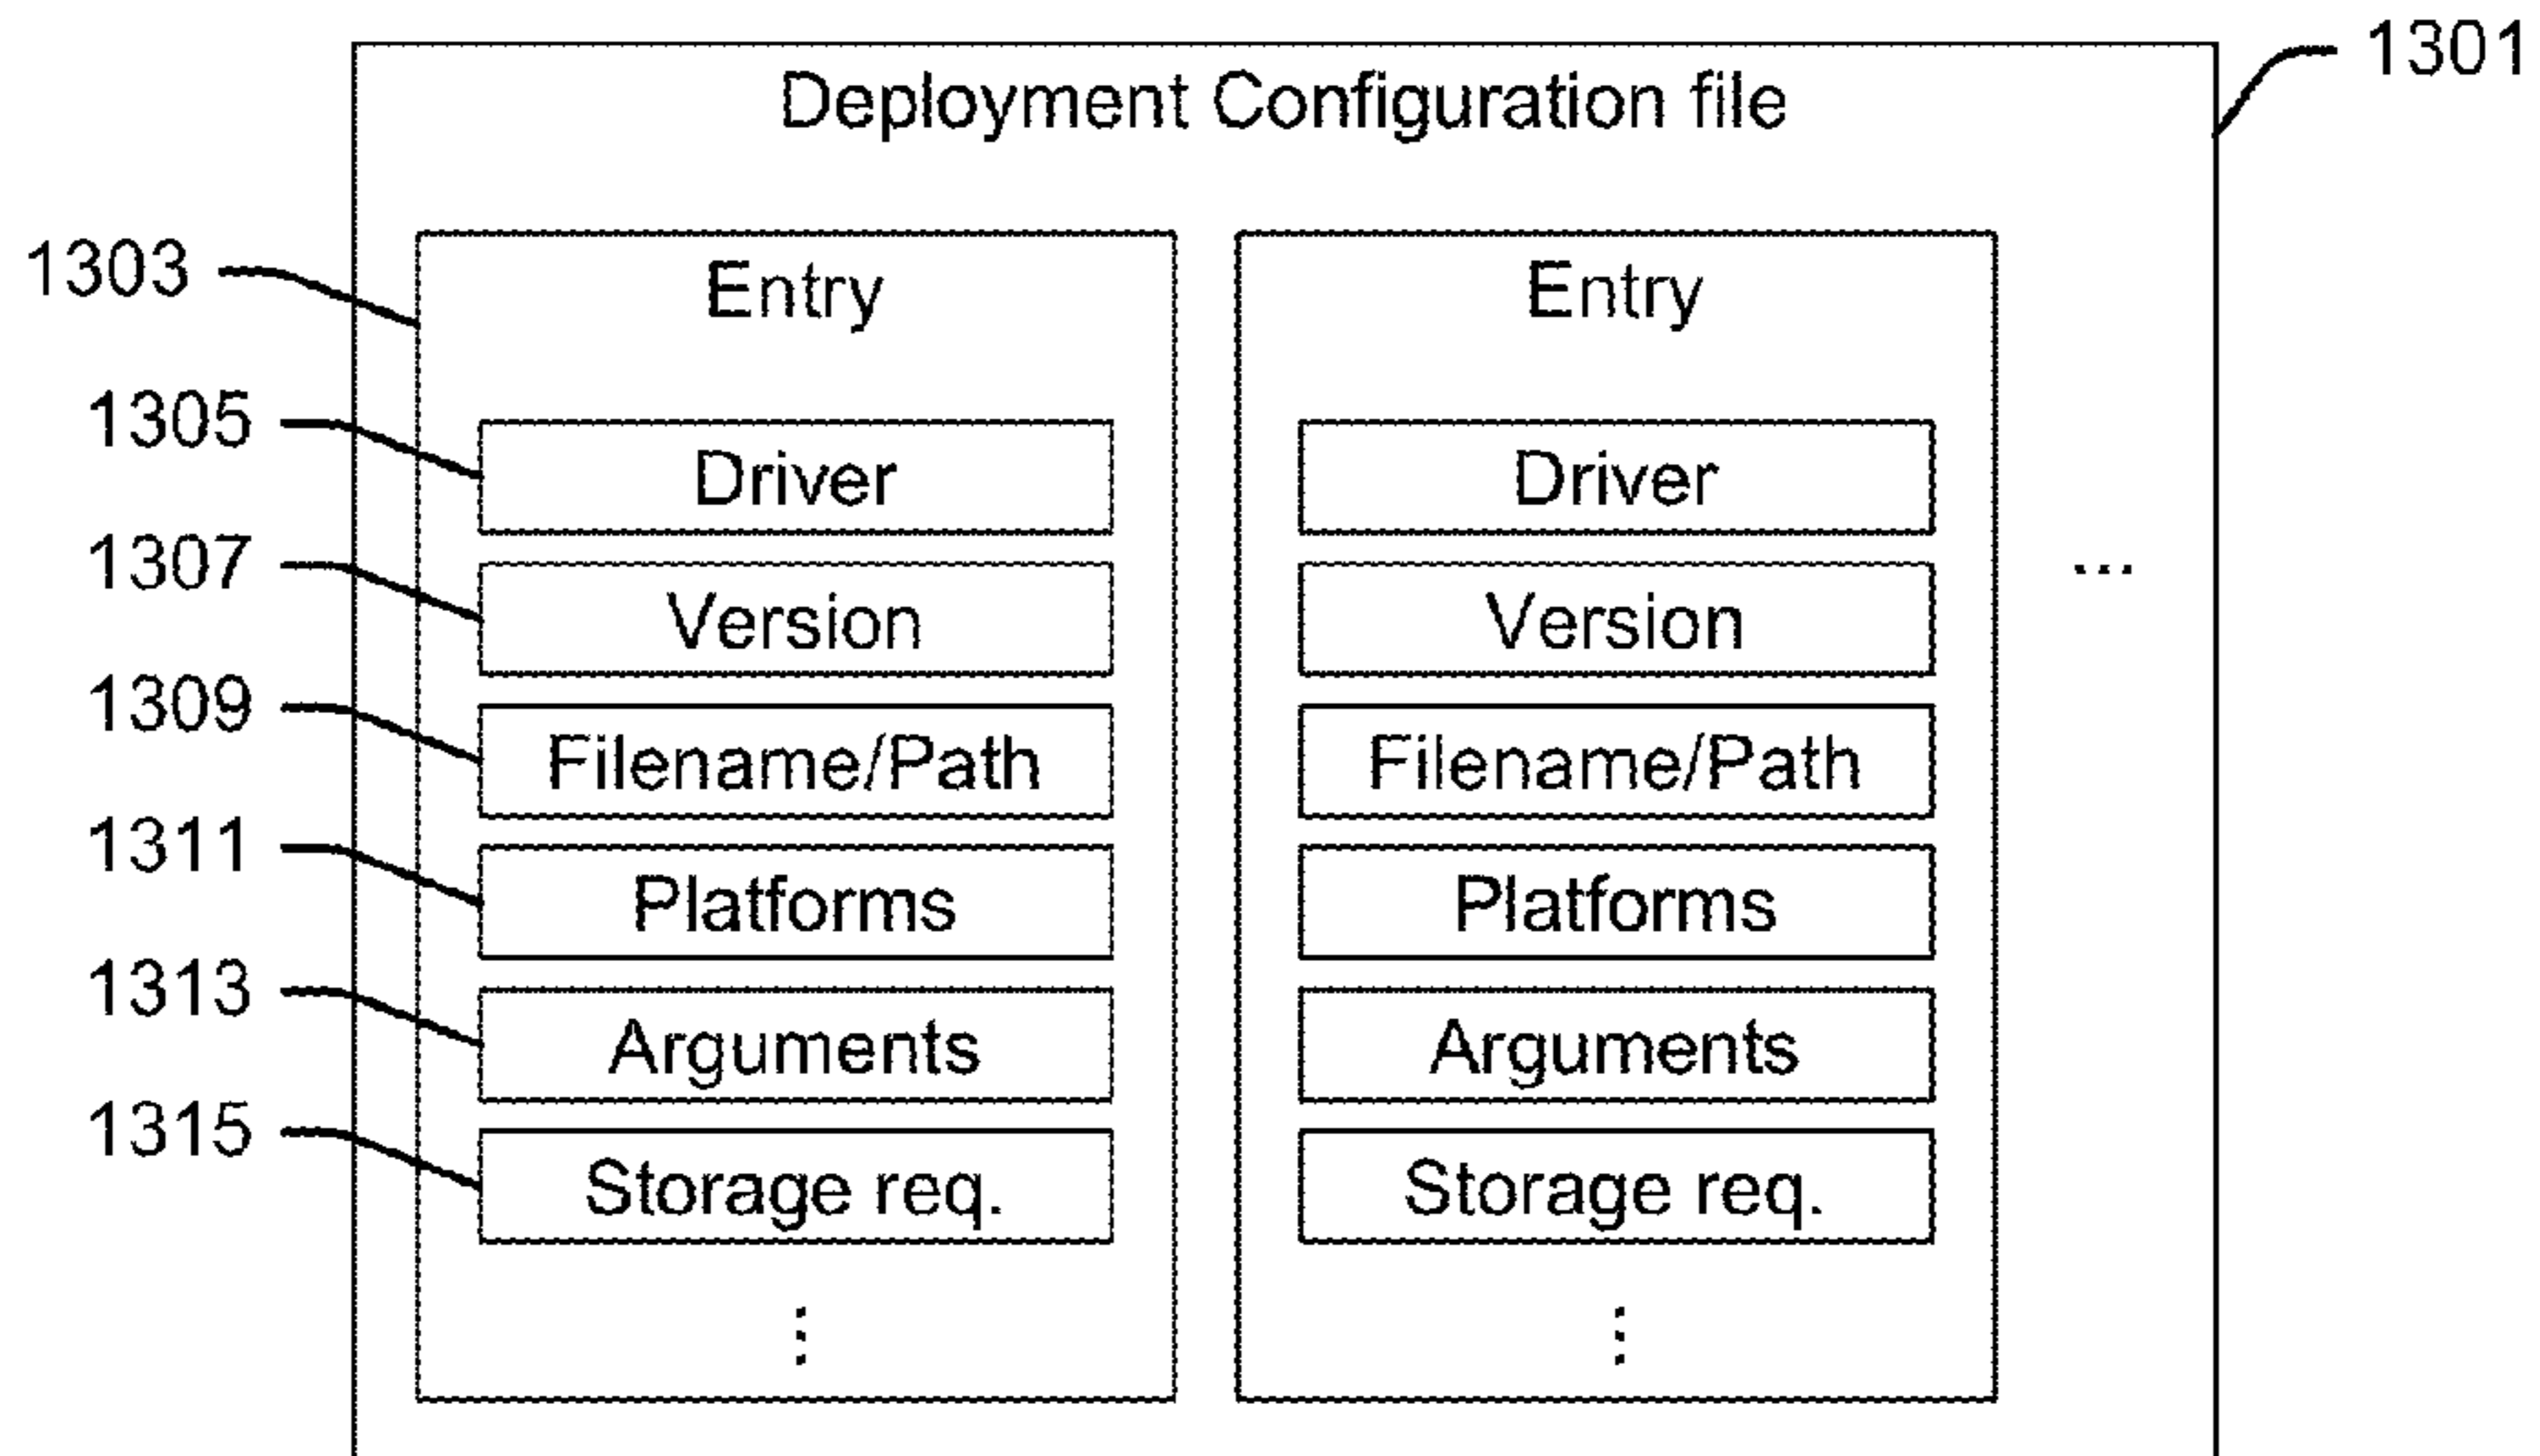 1301
Deployment Configuration file
1303
Entry
Entry
1305
Driver
Driver
1307
Version
Version
...
1309
Filename/Path
Filename/Path
1311
Platforms
Platforms
1313
Arguments
Arguments
1315
Storage req.
Storage req.